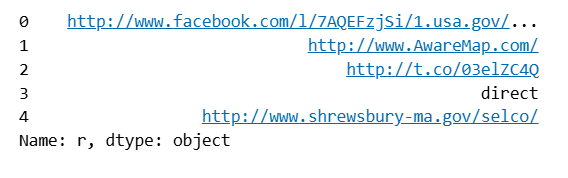 0    http://www.facebook.com/l/7AQEFzjSi/1.usa.gov/...
1                               http://www.AwareMap.com/
2                                   http://t.co/03elZC4Q
3                                                 direct
4                    http://www.shrewsbury-ma.gov/selco/
Name: r, dtype: object